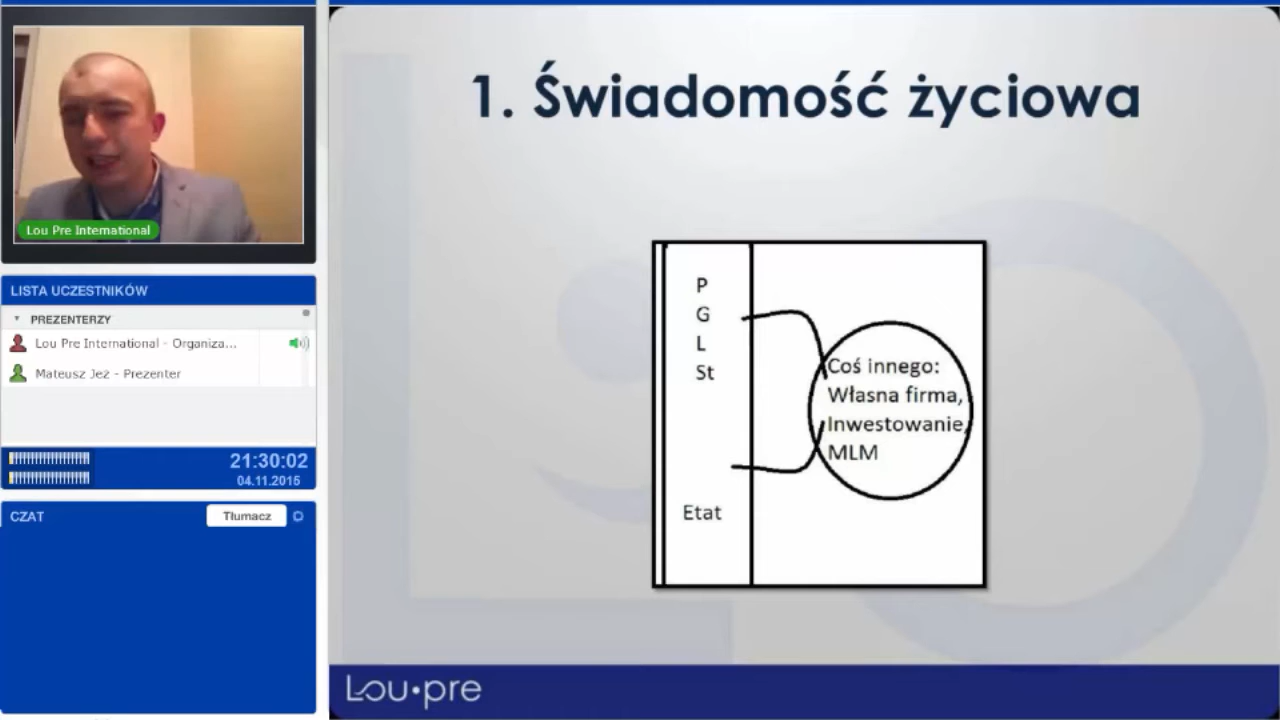 Lou Pre International
LISTA UCZESTNIKÓW
PREZENTERZY
Lou Pre International - Organiza...
Mateusz Jeż - Prezenter
21:30:02
04.11.2015
CZAT
Tłumacz
1. Świadomość życiowa
P
G
L
St
Etat
Coś innego:
Własna firma,
Inwestowanie,
MLM
Lou•pre